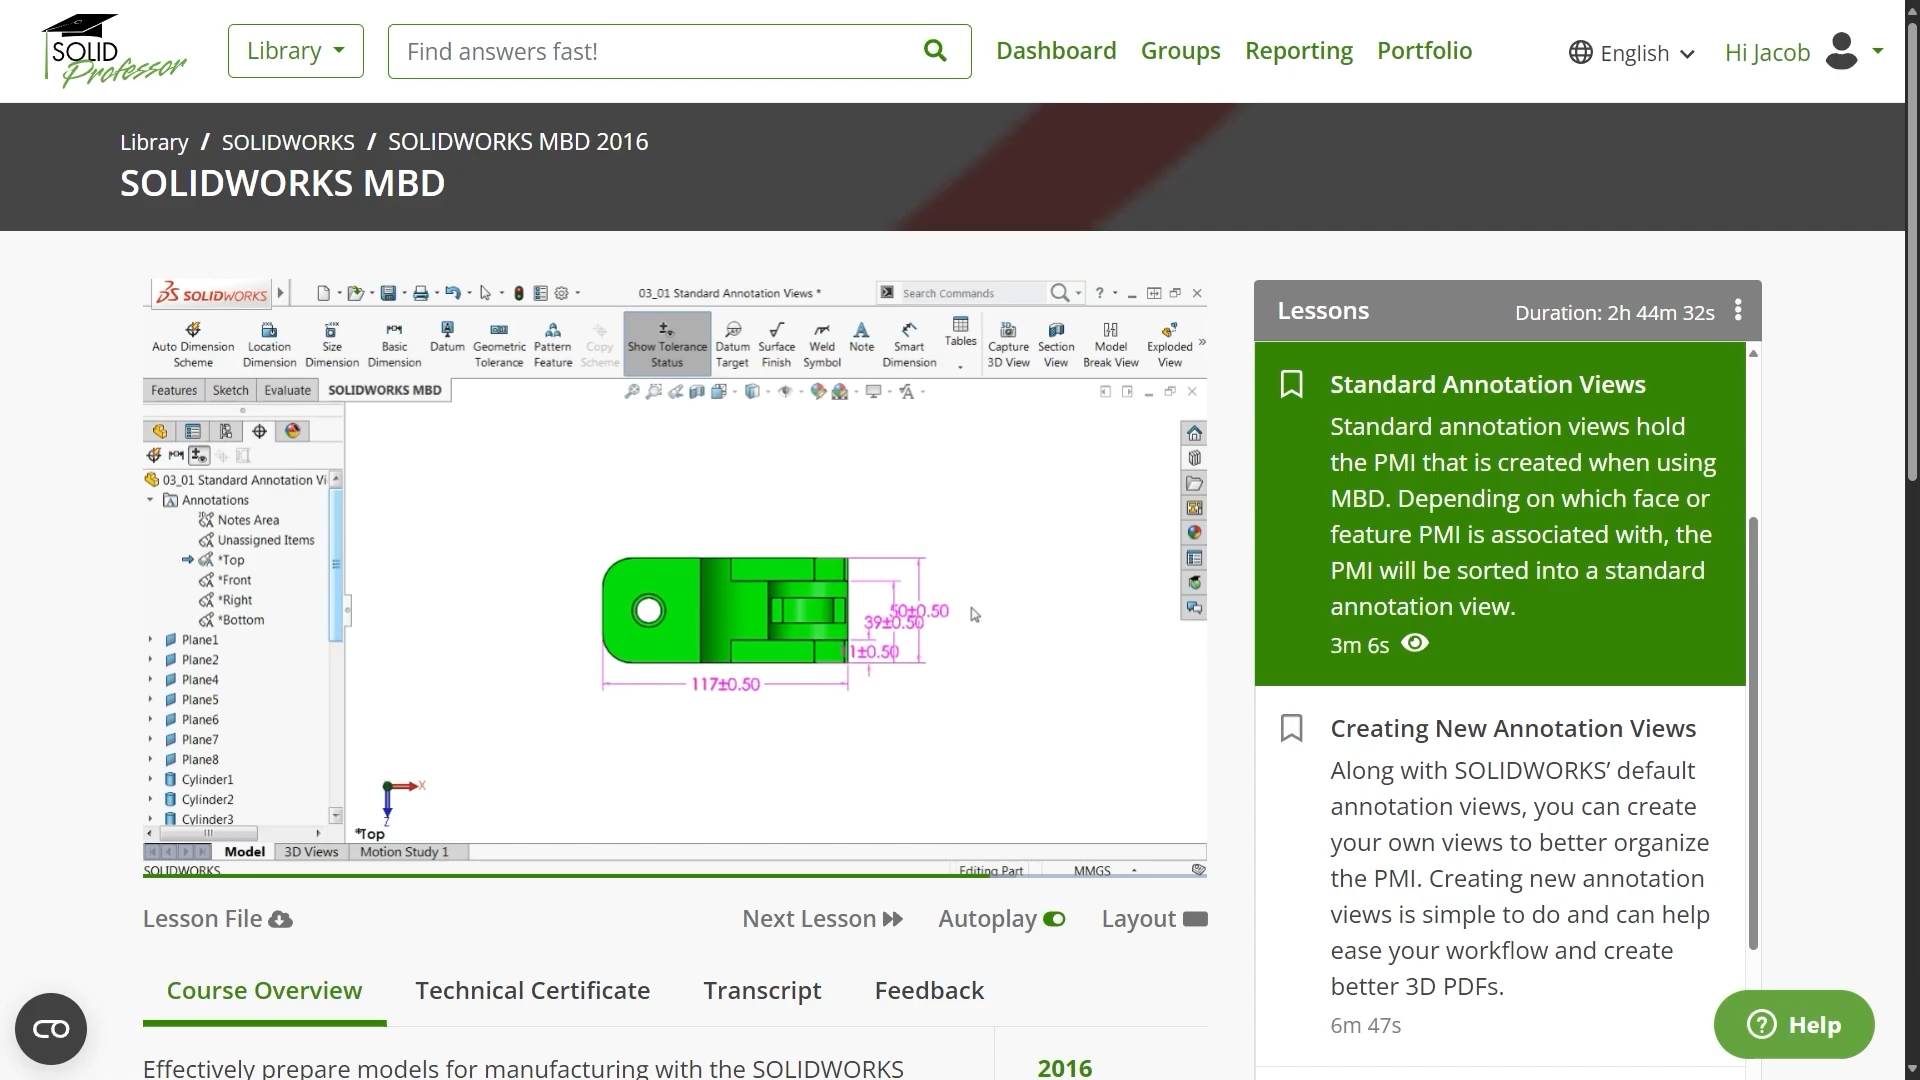 SOLID
Professor
Library
Find answers fast!
Dashboard
Groups
Reporting
Portfolio
English
Hi Jacob
Library / SOLIDWORKS / SOLIDWORKS MBD 2016
SOLIDWORKS MBD
SOLIDWORKS
03_01 Standard Annotation Views *
Search Commands
?
Auto Dimension
Scheme
Location
Dimension
Size
Dimension
Basic
Dimension
Datum
Geometric
Tolerance
Pattern
Feature
Copy
Scheme
Show Tolerance
Status
Datum
Target
Surface
Finish
Weld
Symbol
Note
Smart
Dimension
Tables
Capture
3D View
Section
View
Model
Break View
Exploded
View
Features
Sketch
Evaluate
SOLIDWORKS MBD
03_01 Standard Annotation Vi
Annotations
Notes Area
Unassigned Items
*Top
*Front
*Right
*Bottom
Plane1
Plane2
Plane4
Plane5
Plane6
Plane7
Plane8
Cylinder1
Cylinder2
Cylinder3
50±0.50
39±0.50
1±0.50
117±0.50
X
Z
*Top
Model
3D Views
Motion Study 1
SOLIDWORKS
Editing Part
MMGS
Lesson File
Next Lesson
Autoplay
Layout
Course Overview
Technical Certificate
Transcript
Feedback
Effectively prepare models for manufacturing with the SOLIDWORKS
2016
Lessons
Duration: 2h 44m 32s
Standard Annotation Views
Standard annotation views hold
the PMI that is created when using
MBD. Depending on which face or
feature PMI is associated with, the
PMI will be sorted into a standard
annotation view.
3m 6s
Creating New Annotation Views
Along with SOLIDWORKS’ default
annotation views, you can create
your own views to better organize
the PMI. Creating new annotation
views is simple to do and can help
ease your workflow and create
better 3D PDFs.
6m 47s
Help